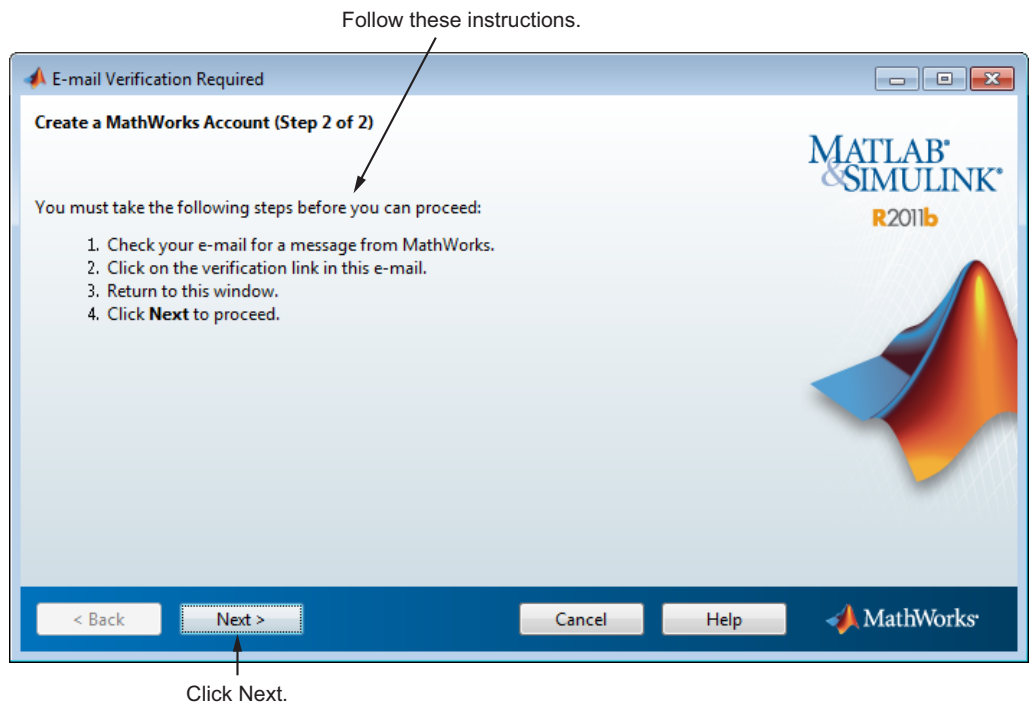 Follow these instructions.
E-mail Verification Required
Create a MathWorks Account (Step 2 of 2)
MATLAB®
&SIMULINK®
R2011b
You must take the following steps before you can proceed:
1. Check your e-mail for a message from MathWorks.
2. Click on the verification link in this e-mail.
3. Return to this window.
4. Click Next to proceed.
< Back
Next >
Cancel
Help
MathWorks®
Click Next.